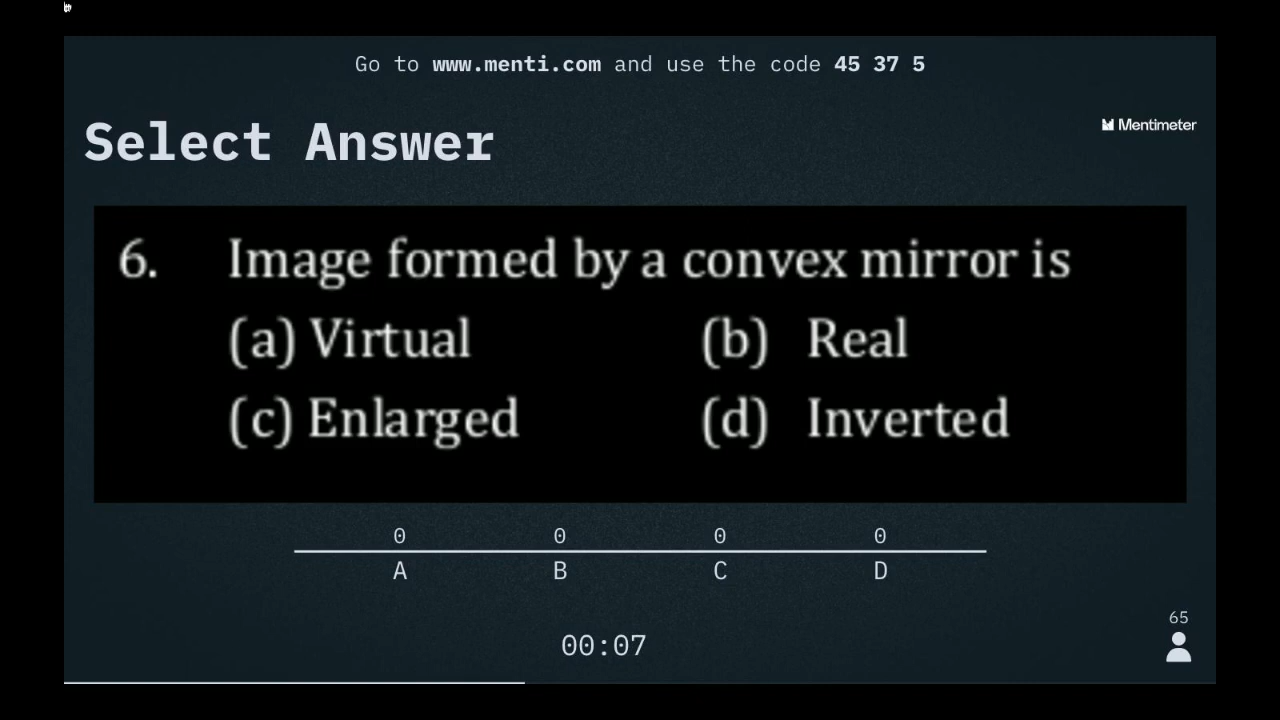 Go to www.menti.com and use the code 45 37 5
Select Answer
Mentimeter
6. Image formed by a convex mirror is
(a) Virtual (b) Real
(c) Enlarged (d) Inverted
0 0 0 0
A B C D
65
00:07